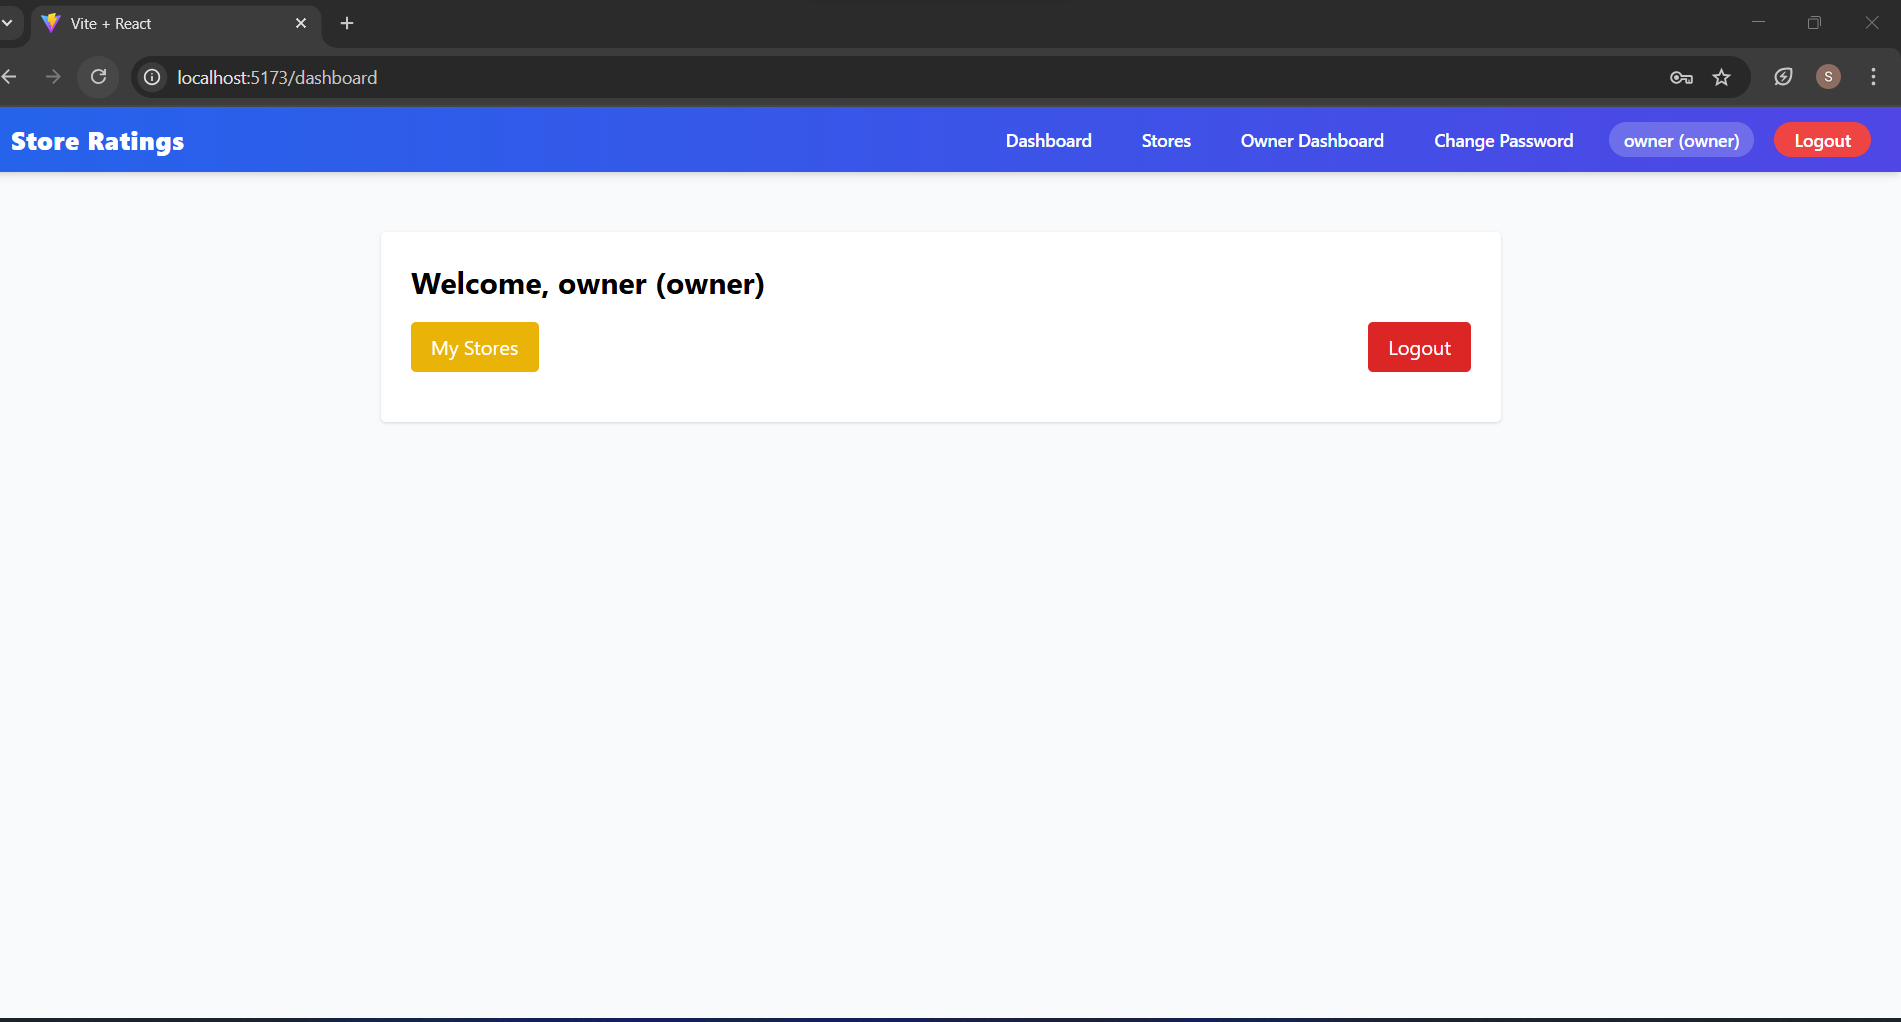 Vite + React
localhost:5173/dashboard
S
Store Ratings
Dashboard
Stores
Owner Dashboard
Change Password
owner (owner)
Logout
Welcome, owner (owner)
My Stores
Logout